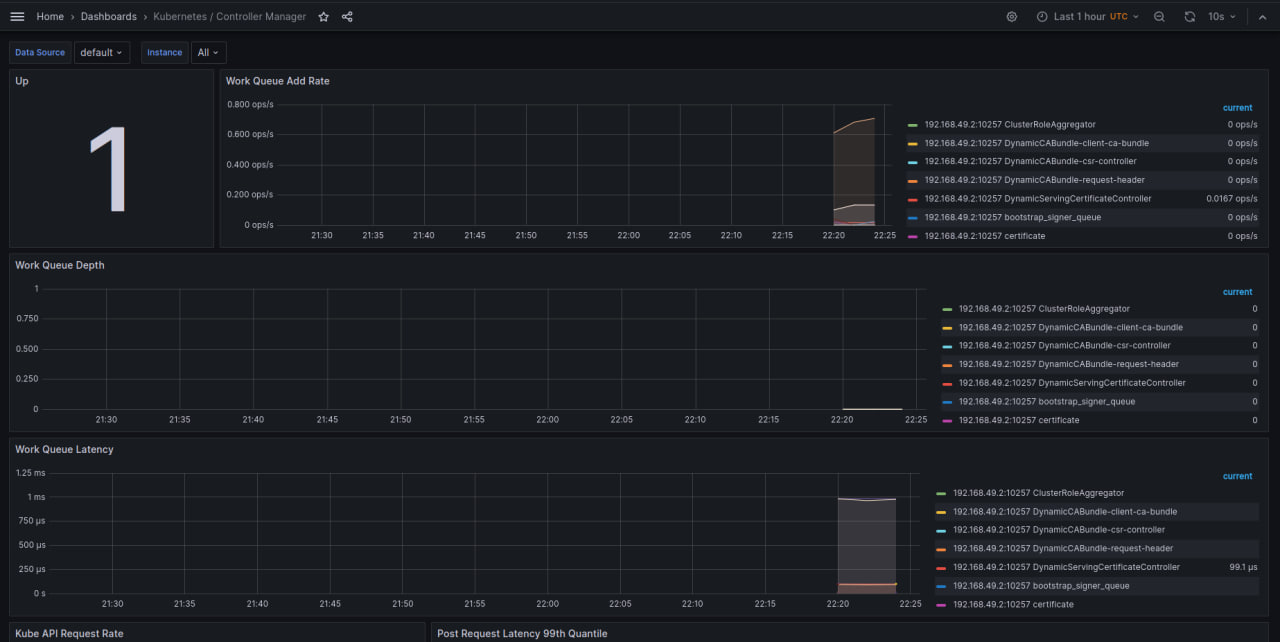 Home › Dashboards › Kubernetes / Controller Manager Last 1 hour UTC 10s
Data Source default Instance All
Up
1
Work Queue Add Rate
0.800 ops/s
0.600 ops/s
0.400 ops/s
0.200 ops/s
0 ops/s
21:30 21:35 21:40 21:45 21:50 21:55 22:00 22:05 22:10 22:15 22:20 22:25
current
192.168.49.2:10257 ClusterRoleAggregator 0 ops/s
192.168.49.2:10257 DynamicCABundle-client-ca-bundle 0 ops/s
192.168.49.2:10257 DynamicCABundle-csr-controller 0 ops/s
192.168.49.2:10257 DynamicCABundle-request-header 0 ops/s
192.168.49.2:10257 DynamicServingCertificateController 0.0167 ops/s
192.168.49.2:10257 bootstrap_signer_queue 0 ops/s
192.168.49.2:10257 certificate 0 ops/s
Work Queue Depth
1
0.750
0.500
0.250
0
21:30 21:35 21:40 21:45 21:50 21:55 22:00 22:05 22:10 22:15 22:20 22:25
current
192.168.49.2:10257 ClusterRoleAggregator 0
192.168.49.2:10257 DynamicCABundle-client-ca-bundle 0
192.168.49.2:10257 DynamicCABundle-csr-controller 0
192.168.49.2:10257 DynamicCABundle-request-header 0
192.168.49.2:10257 DynamicServingCertificateController 0
192.168.49.2:10257 bootstrap_signer_queue 0
192.168.49.2:10257 certificate 0
Work Queue Latency
1.25 ms
1 ms
750 µs
500 µs
250 µs
0 s
21:30 21:35 21:40 21:45 21:50 21:55 22:00 22:05 22:10 22:15 22:20 22:25
current
192.168.49.2:10257 ClusterRoleAggregator
192.168.49.2:10257 DynamicCABundle-client-ca-bundle
192.168.49.2:10257 DynamicCABundle-csr-controller
192.168.49.2:10257 DynamicCABundle-request-header
192.168.49.2:10257 DynamicServingCertificateController 99.1 µs
192.168.49.2:10257 bootstrap_signer_queue
192.168.49.2:10257 certificate
Kube API Request Rate
Post Request Latency 99th Quantile